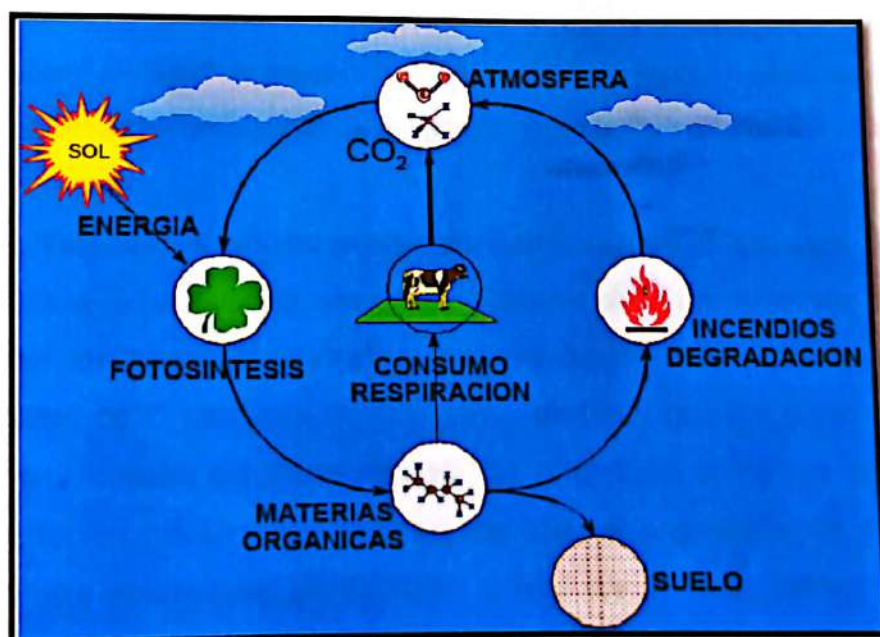 ATMOSFERA
CO₂
SOL
ENERGIA
FOTOSINTESIS
CONSUMO
RESPIRACION
INCENDIOS
DEGRADACION
MATERIAS
ORGANICAS
SUELO